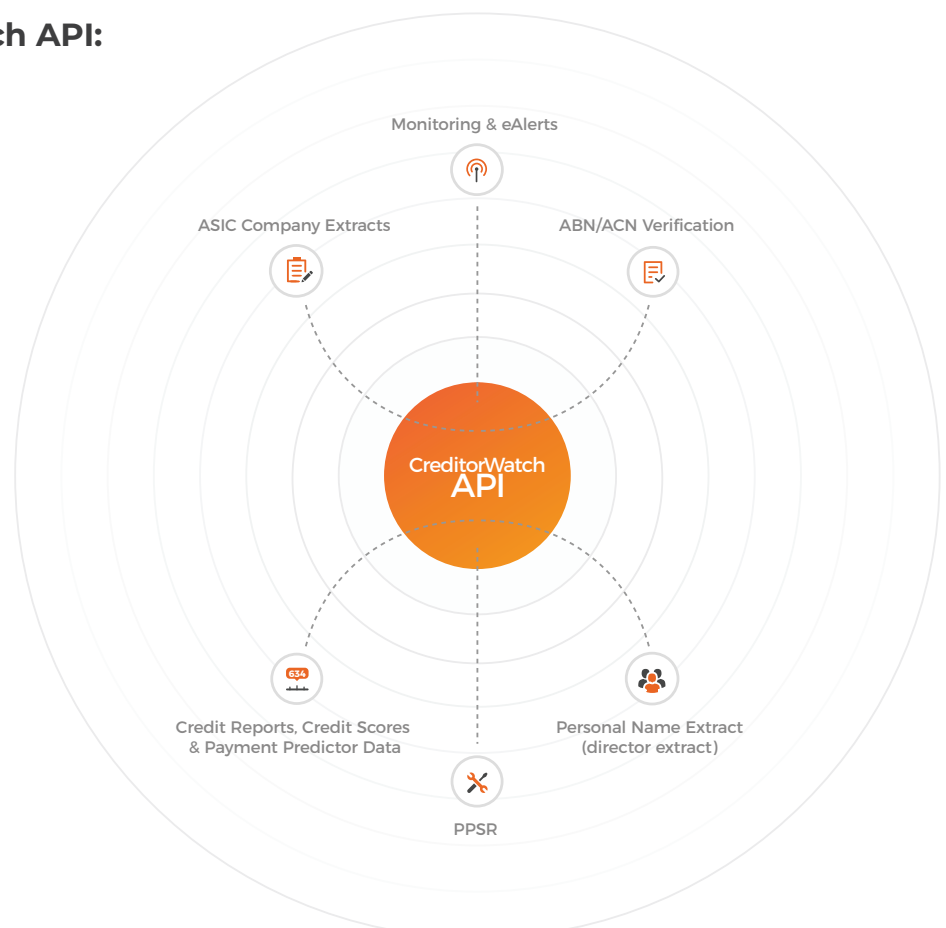 ch API:
Monitoring & eAlerts
ASIC Company Extracts
ABN/ACN Verification
CreditorWatch
API
634
Credit Reports, Credit Scores
& Payment Predictor Data
Personal Name Extract
(director extract)
PPSR